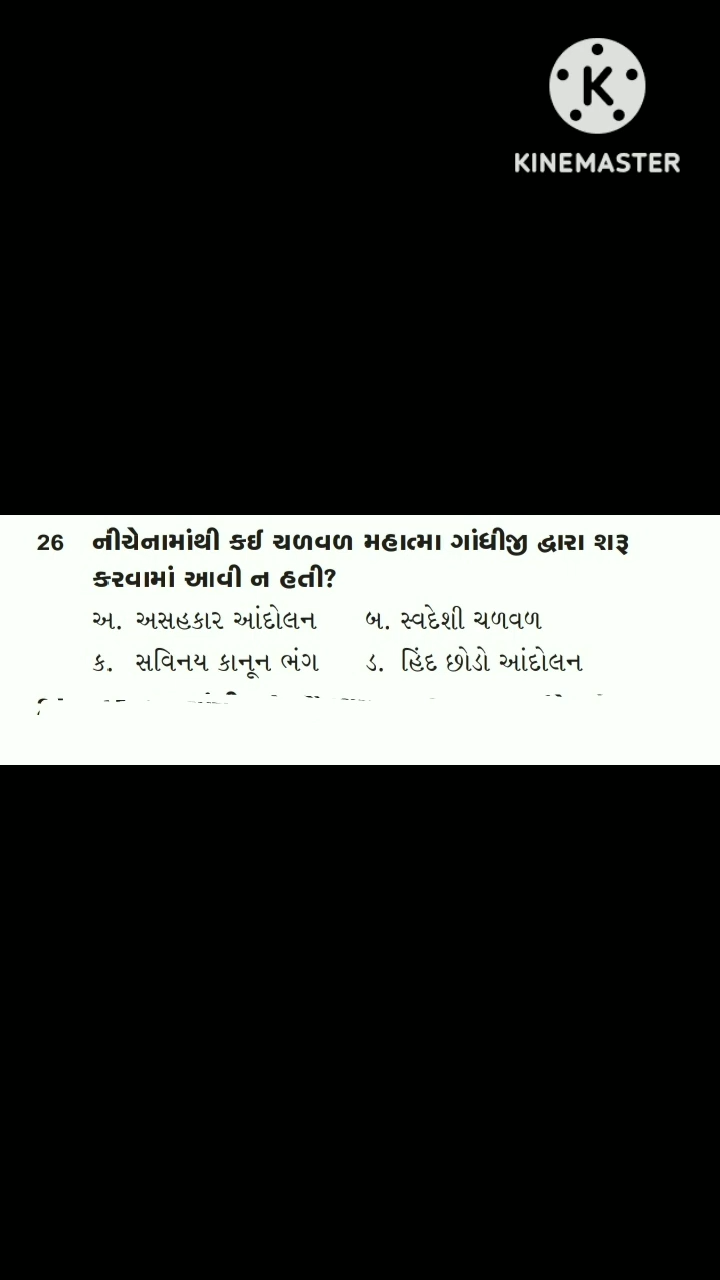 K
KINEMASTER
26 નીચેનામાંથી કઈ ચળવળ મહાત્મા ગાંધીજી દ્વારા શરૂ
કરવામાં આવી ન હતી?
અ. અસહકાર આંદોલન બ. સ્વદેશી ચળવળ
ક. સવિનય કાનૂન ભંગ ડ. હિંદ છોડો આંદોલન